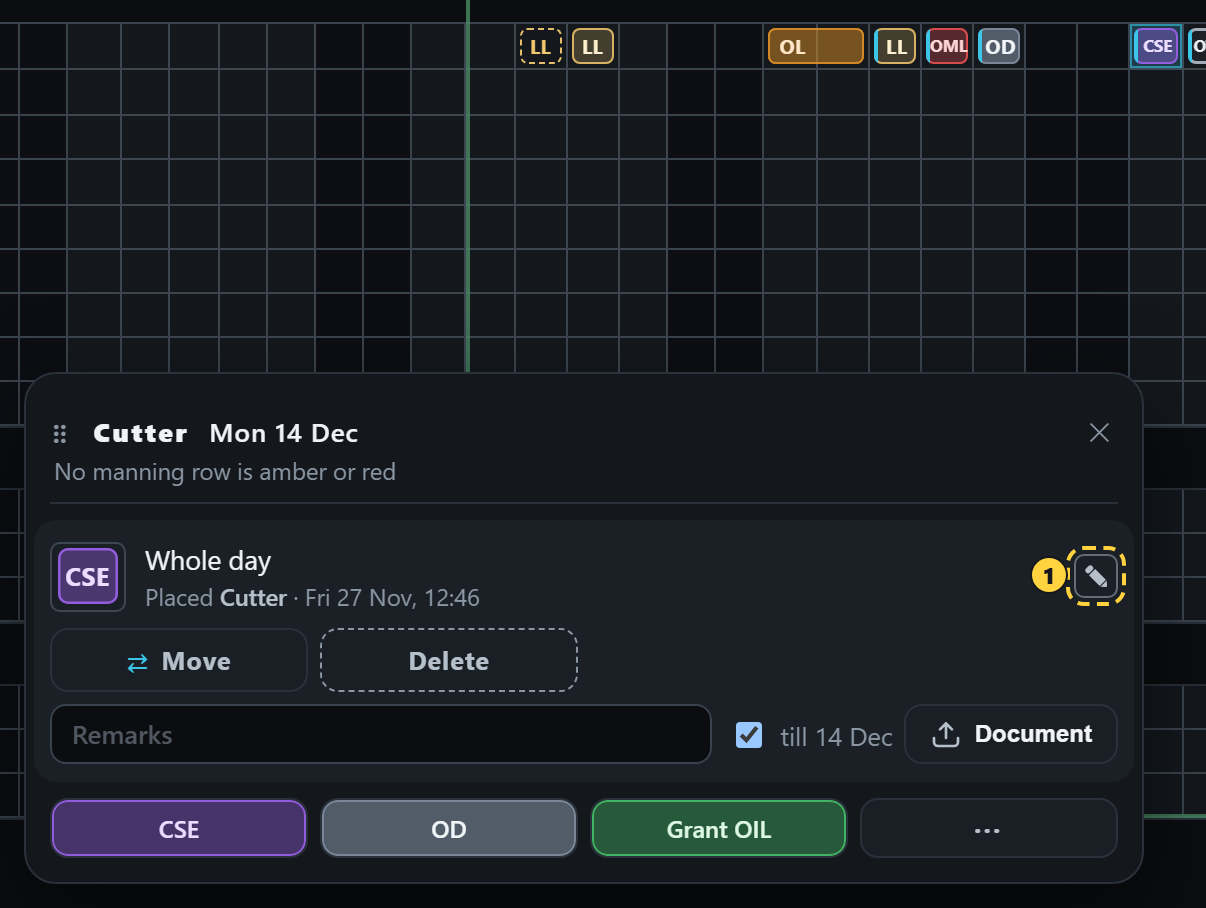 LL LL OL LL OML OD CSE
Cutter Mon 14 Dec
No manning row is amber or red
CSE Whole day
Placed Cutter · Fri 27 Nov, 12:46
1
⇄ Move Delete
Remarks till 14 Dec Document
CSE OD Grant OIL ...